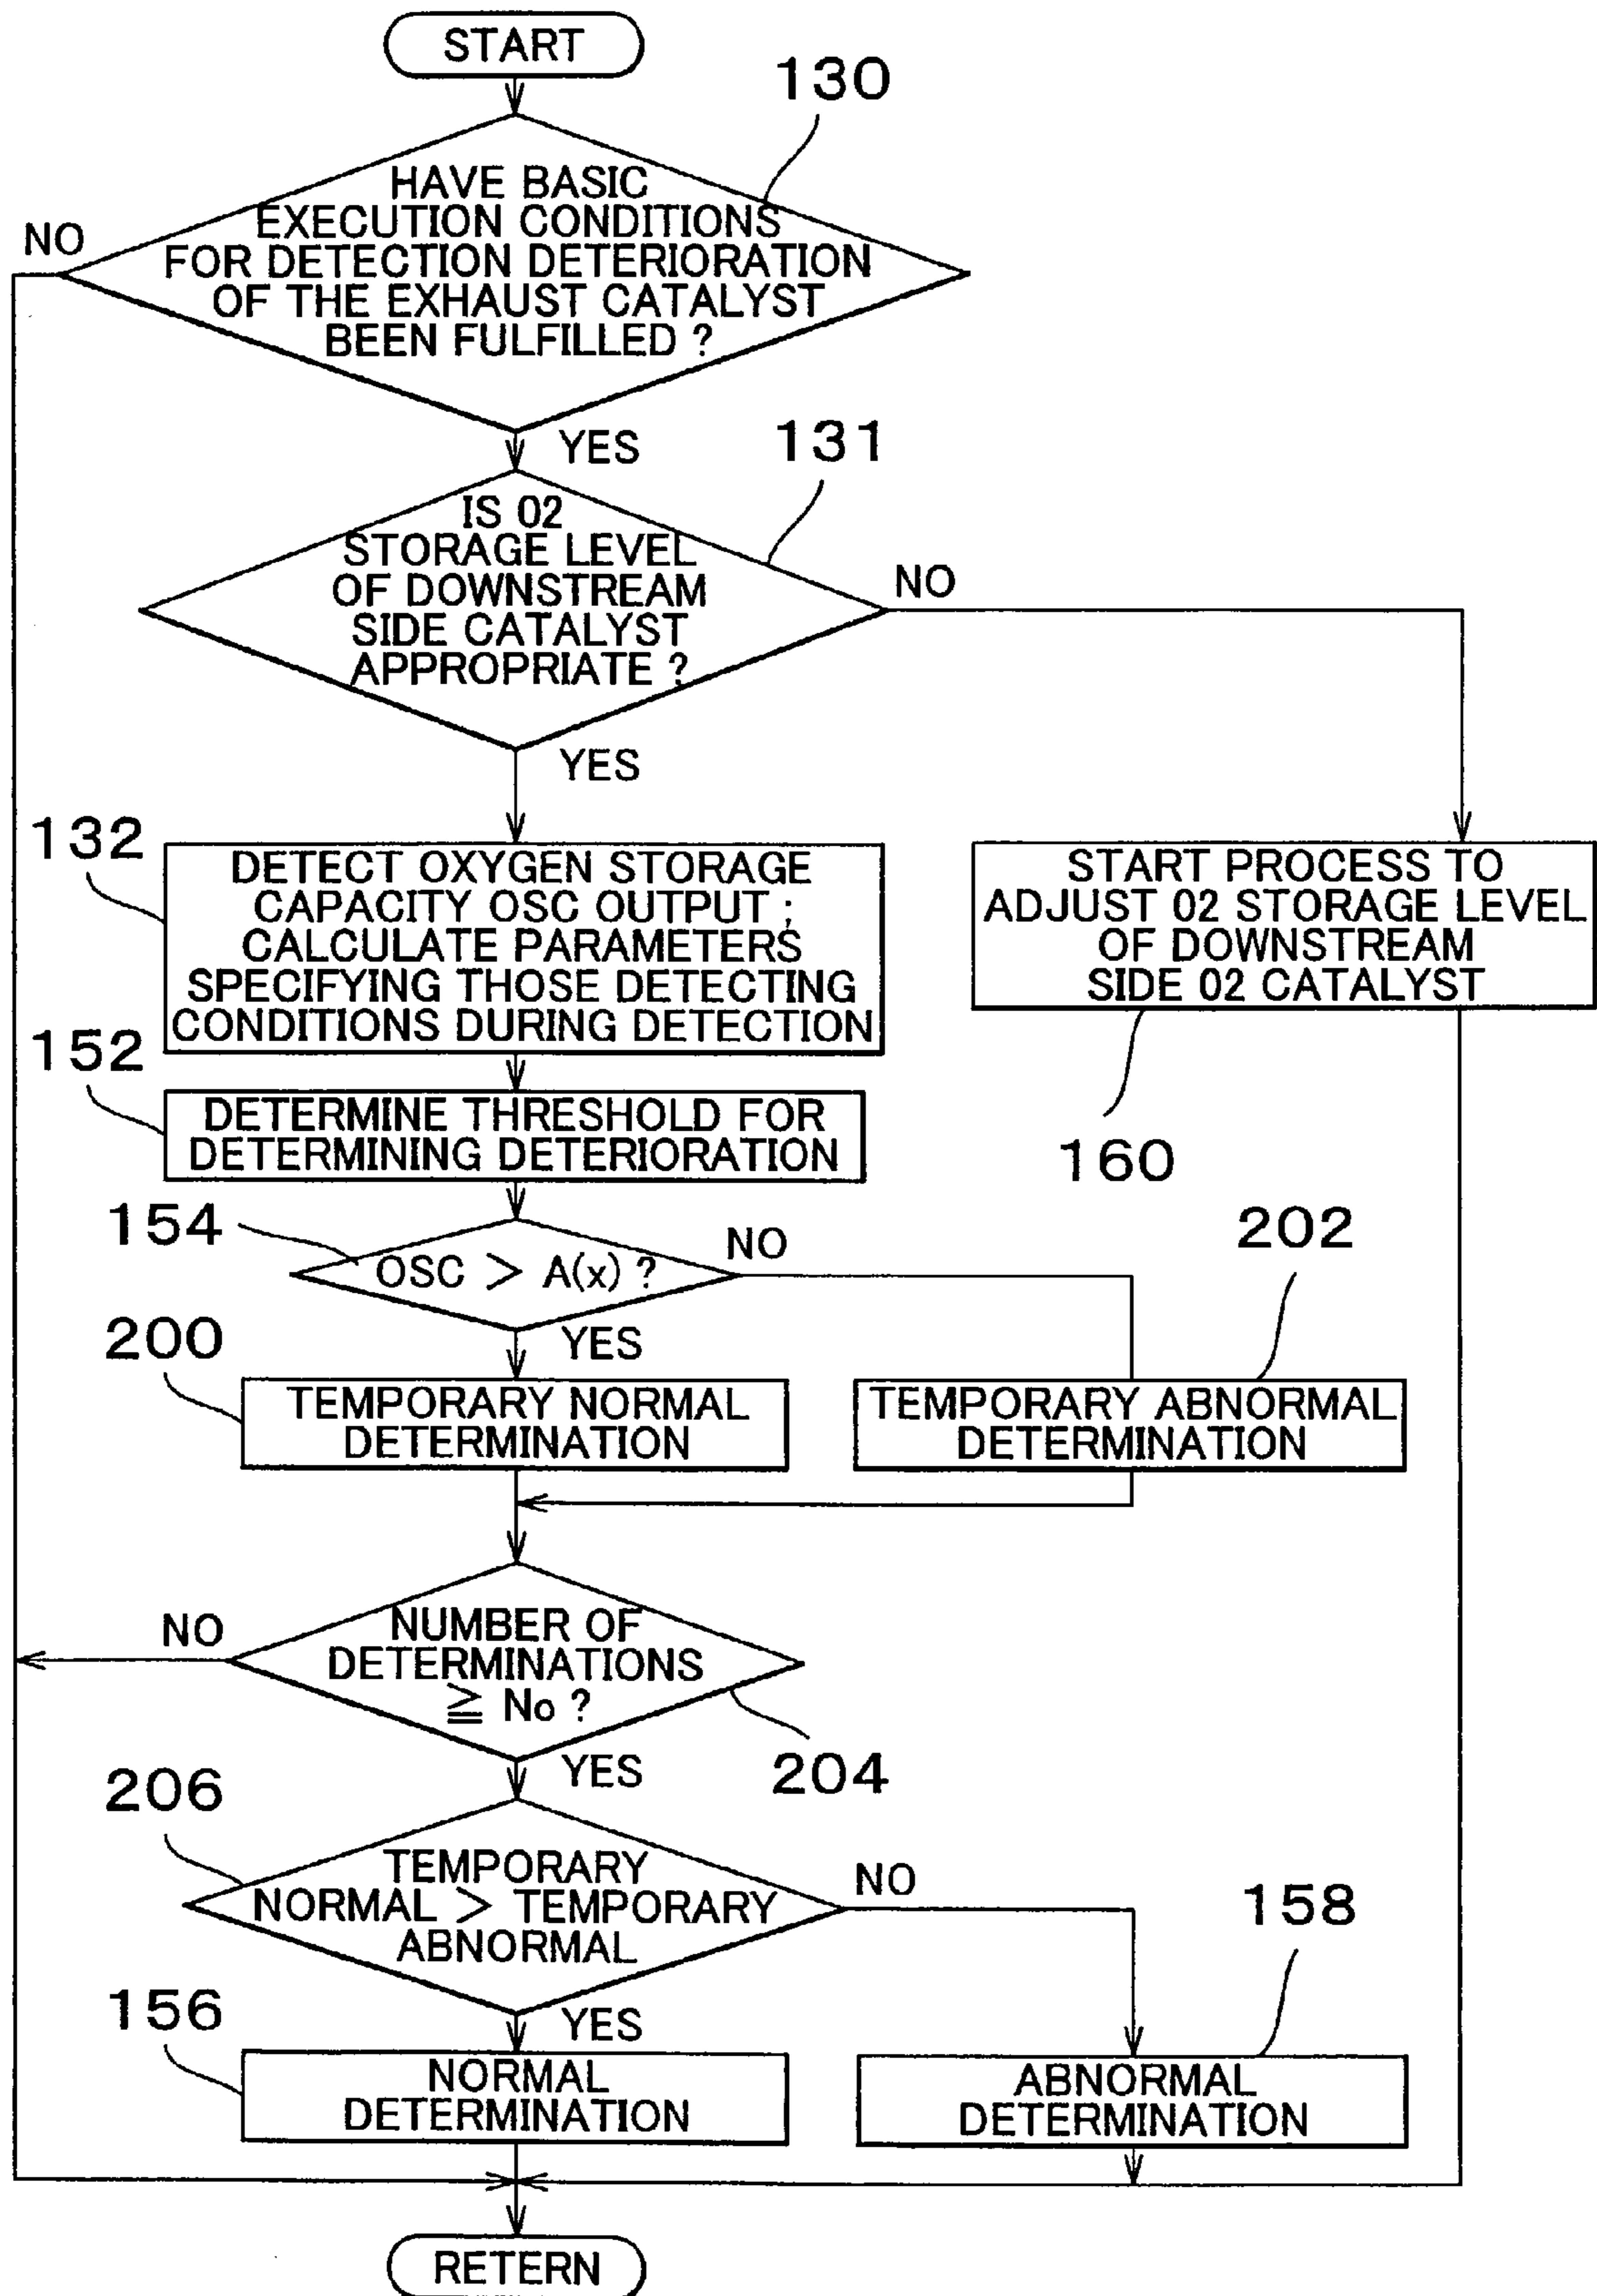 START
130
HAVE BASIC
EXECUTION CONDITIONS
FOR DETECTION DETERIORATION
OF THE EXHAUST CATALYST
BEEN FULFILLED ?
NO
YES
131
IS 02
STORAGE LEVEL
OF DOWNSTREAM
SIDE CATALYST
APPROPRIATE ?
NO
YES
132
DETECT OXYGEN STORAGE
CAPACITY OSC OUTPUT ;
CALCULATE PARAMETERS
SPECIFYING THOSE DETECTING
CONDITIONS DURING DETECTION
START PROCESS TO
ADJUST 02 STORAGE LEVEL
OF DOWNSTREAM
SIDE 02 CATALYST
160
152
DETERMINE THRESHOLD FOR
DETERMINING DETERIORATION
154
OSC > A(x) ?
NO
YES
202
200
TEMPORARY NORMAL
DETERMINATION
TEMPORARY ABNORMAL
DETERMINATION
NO
NUMBER OF
DETERMINATIONS
≧ No ?
204
YES
206
TEMPORARY
NORMAL > TEMPORARY
ABNORMAL
NO
YES
158
156
NORMAL
DETERMINATION
ABNORMAL
DETERMINATION
RETERN